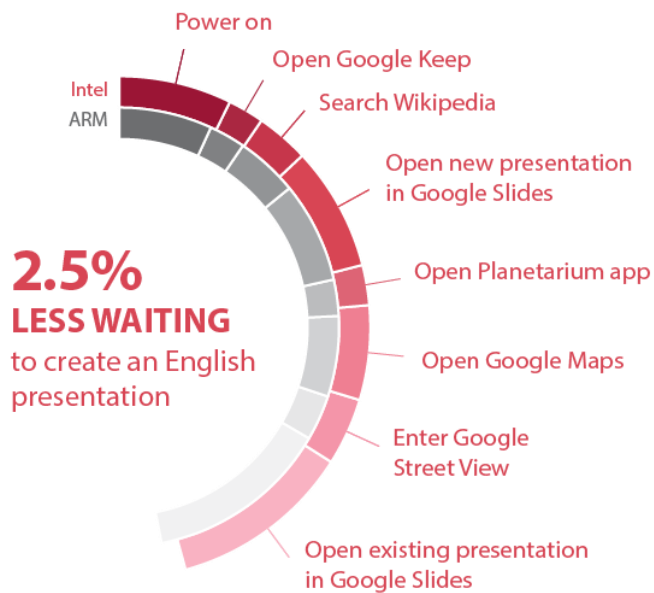 Power on
Open Google Keep
Intel
Search Wikipedia
ARM
Open new presentation
in Google Slides
2.5%
LESS WAITING
to create an English
presentation
Open Planetarium app
Open Google Maps
Enter Google
Street View
Open existing presentation
in Google Slides